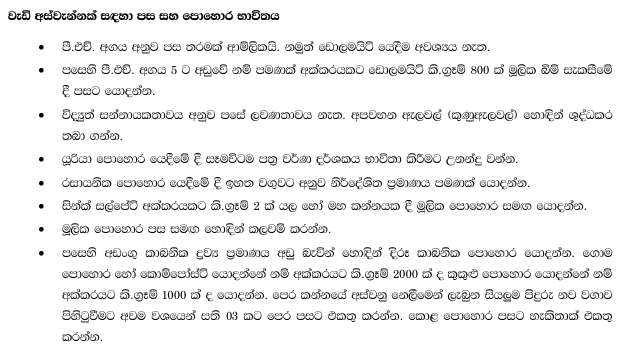 වැඩි අස්වැන්නක් සඳහා පස සහ පොහොර භාවිතය
• පී.එච්. අගය අනුව පස තරමක් ආම්ලිකයි. නමුත් ඩොලමයිට් යෙදීම අවශ්‍යය නැත.
• පසෙහි පී.එච්. අගය 5 ට අඩුවේ නම් පමණක් අක්කරයකට ඩොලමයිට් කි.ග්‍රෑම් 800 ක් මූලික බිම් සැකසීමේ
දී පසට යොදන්න.
• විද්‍යුත් සන්නායකතාවය අනුව පසේ ලවණතාවය නැත. අපවහන ඇලවල් (කුණුඇලවල්) හොඳින් ශුද්ධකර
තබා ගන්න.
• යූරියා පොහොර යෙදීමේ දී සෑමවිටම පත්‍ර වර්ණ දර්ශකය භාවිතා කිරීමට උනන්දු වන්න.
• රසායනික පොහොර යෙදීමේ දී ඉහත වගුවට අනුව නිර්දේශිත ප්‍රමාණය පමණක් යොදන්න.
• සින්ක් සල්ෆේට් අක්කරයකට කි.ග්‍රෑම් 2 ක් යල හෝ මහ කන්නයක දී මූලික පොහොර සමඟ යොදන්න.
• මූලික පොහොර පස සමඟ හොඳින් කලවම් කරන්න.
• පසෙහි අඩංගු කාබනික ද්‍රව්‍ය ප්‍රමාණය අඩු බැවින් හොඳින් දිරූ කාබනික පොහොර යොදන්න. ගොම
පොහොර හෝ කොම්පෝස්ට් යොදන්නේ නම් අක්කරයට කි.ග්‍රෑම් 2000 ක් ද කුකුළු පොහොර යොදන්නේ නම්
අක්කරයට කි.ග්‍රෑම් 1000 ක් ද යොදන්න. පෙර කන්නයේ අස්වනු නෙලීමෙන් ලැබුන සියලුම පිදුරු නව වගාව
පිහිටුවීමට අවම වශයෙන් සති 03 කට පෙර පසට එකතු කරන්න. කොළ පොහොර පසට හැකිතාක් එකතු
කරන්න.